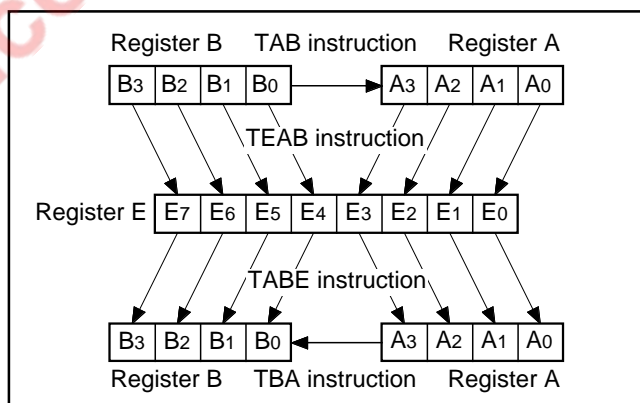 Register B TAB instruction Register A
B3 B2 B1 B0 A3 A2 A1 A0
TEAB instruction
Register E E7 E6 E5 E4 E3 E2 E1 E0
TABE instruction
B3 B2 B1 B0 A3 A2 A1 A0
Register B TBA instruction Register A